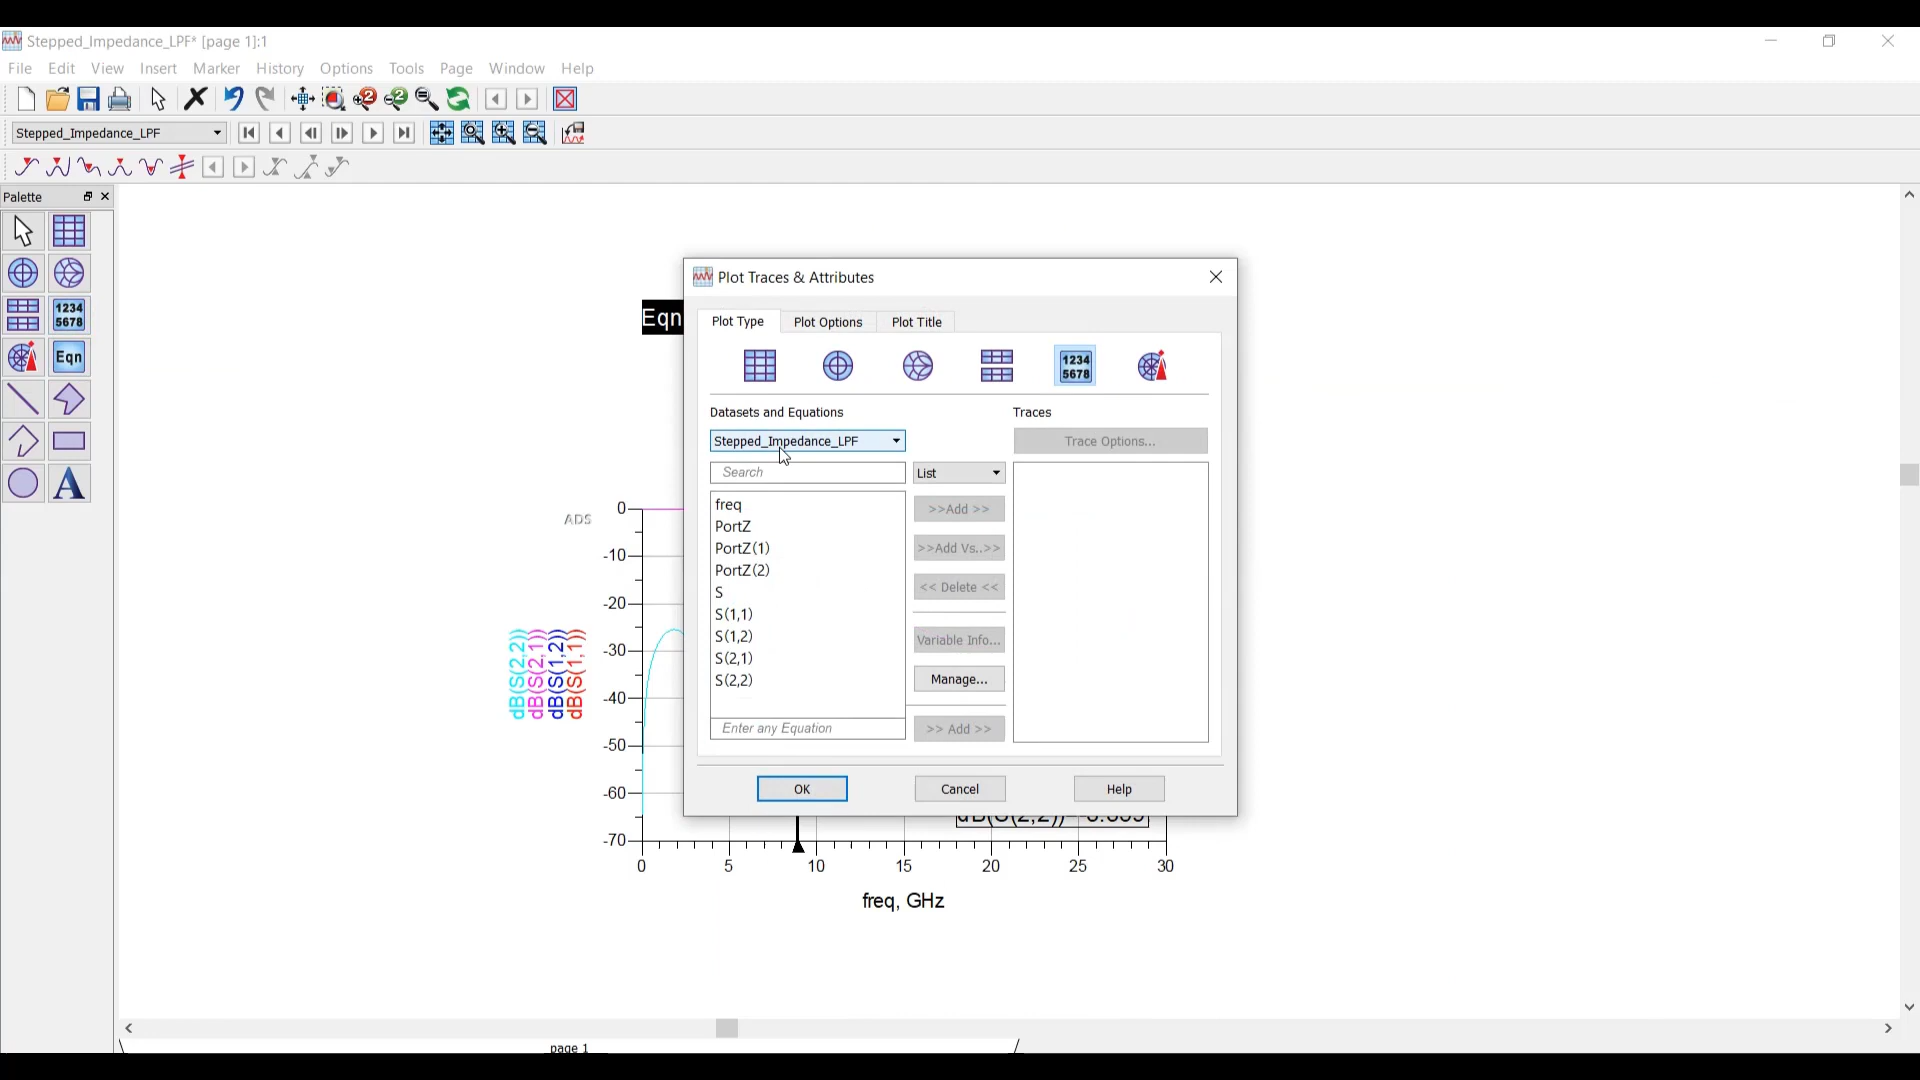 Stepped_Impedance_LPF* [page 1]:1
File Edit View Insert Marker History Options Tools Page Window Help
Stepped_Impedance_LPF
Palette
1234
5678
Eqn
Eqn
Plot Traces & Attributes
Plot Type Plot Options Plot Title
1234
5678
Datasets and Equations
Traces
Stepped_Impedance_LPF
Trace Options...
Search
List
freq
PortZ
PortZ(1)
PortZ(2)
S
S(1,1)
S(1,2)
S(2,1)
S(2,2)
>>Add >>
>>Add Vs..>>
<< Delete <<
Variable Info...
Manage...
Enter any Equation
>> Add >>
OK Cancel Help
ADS
0
-10
-20
-30
-40
-50
-60
-70
dB(S(2,2))
dB(S(2,1))
dB(S(1,2))
dB(S(1,1))
0 5 10 15 20 25 30
freq, GHz
page 1